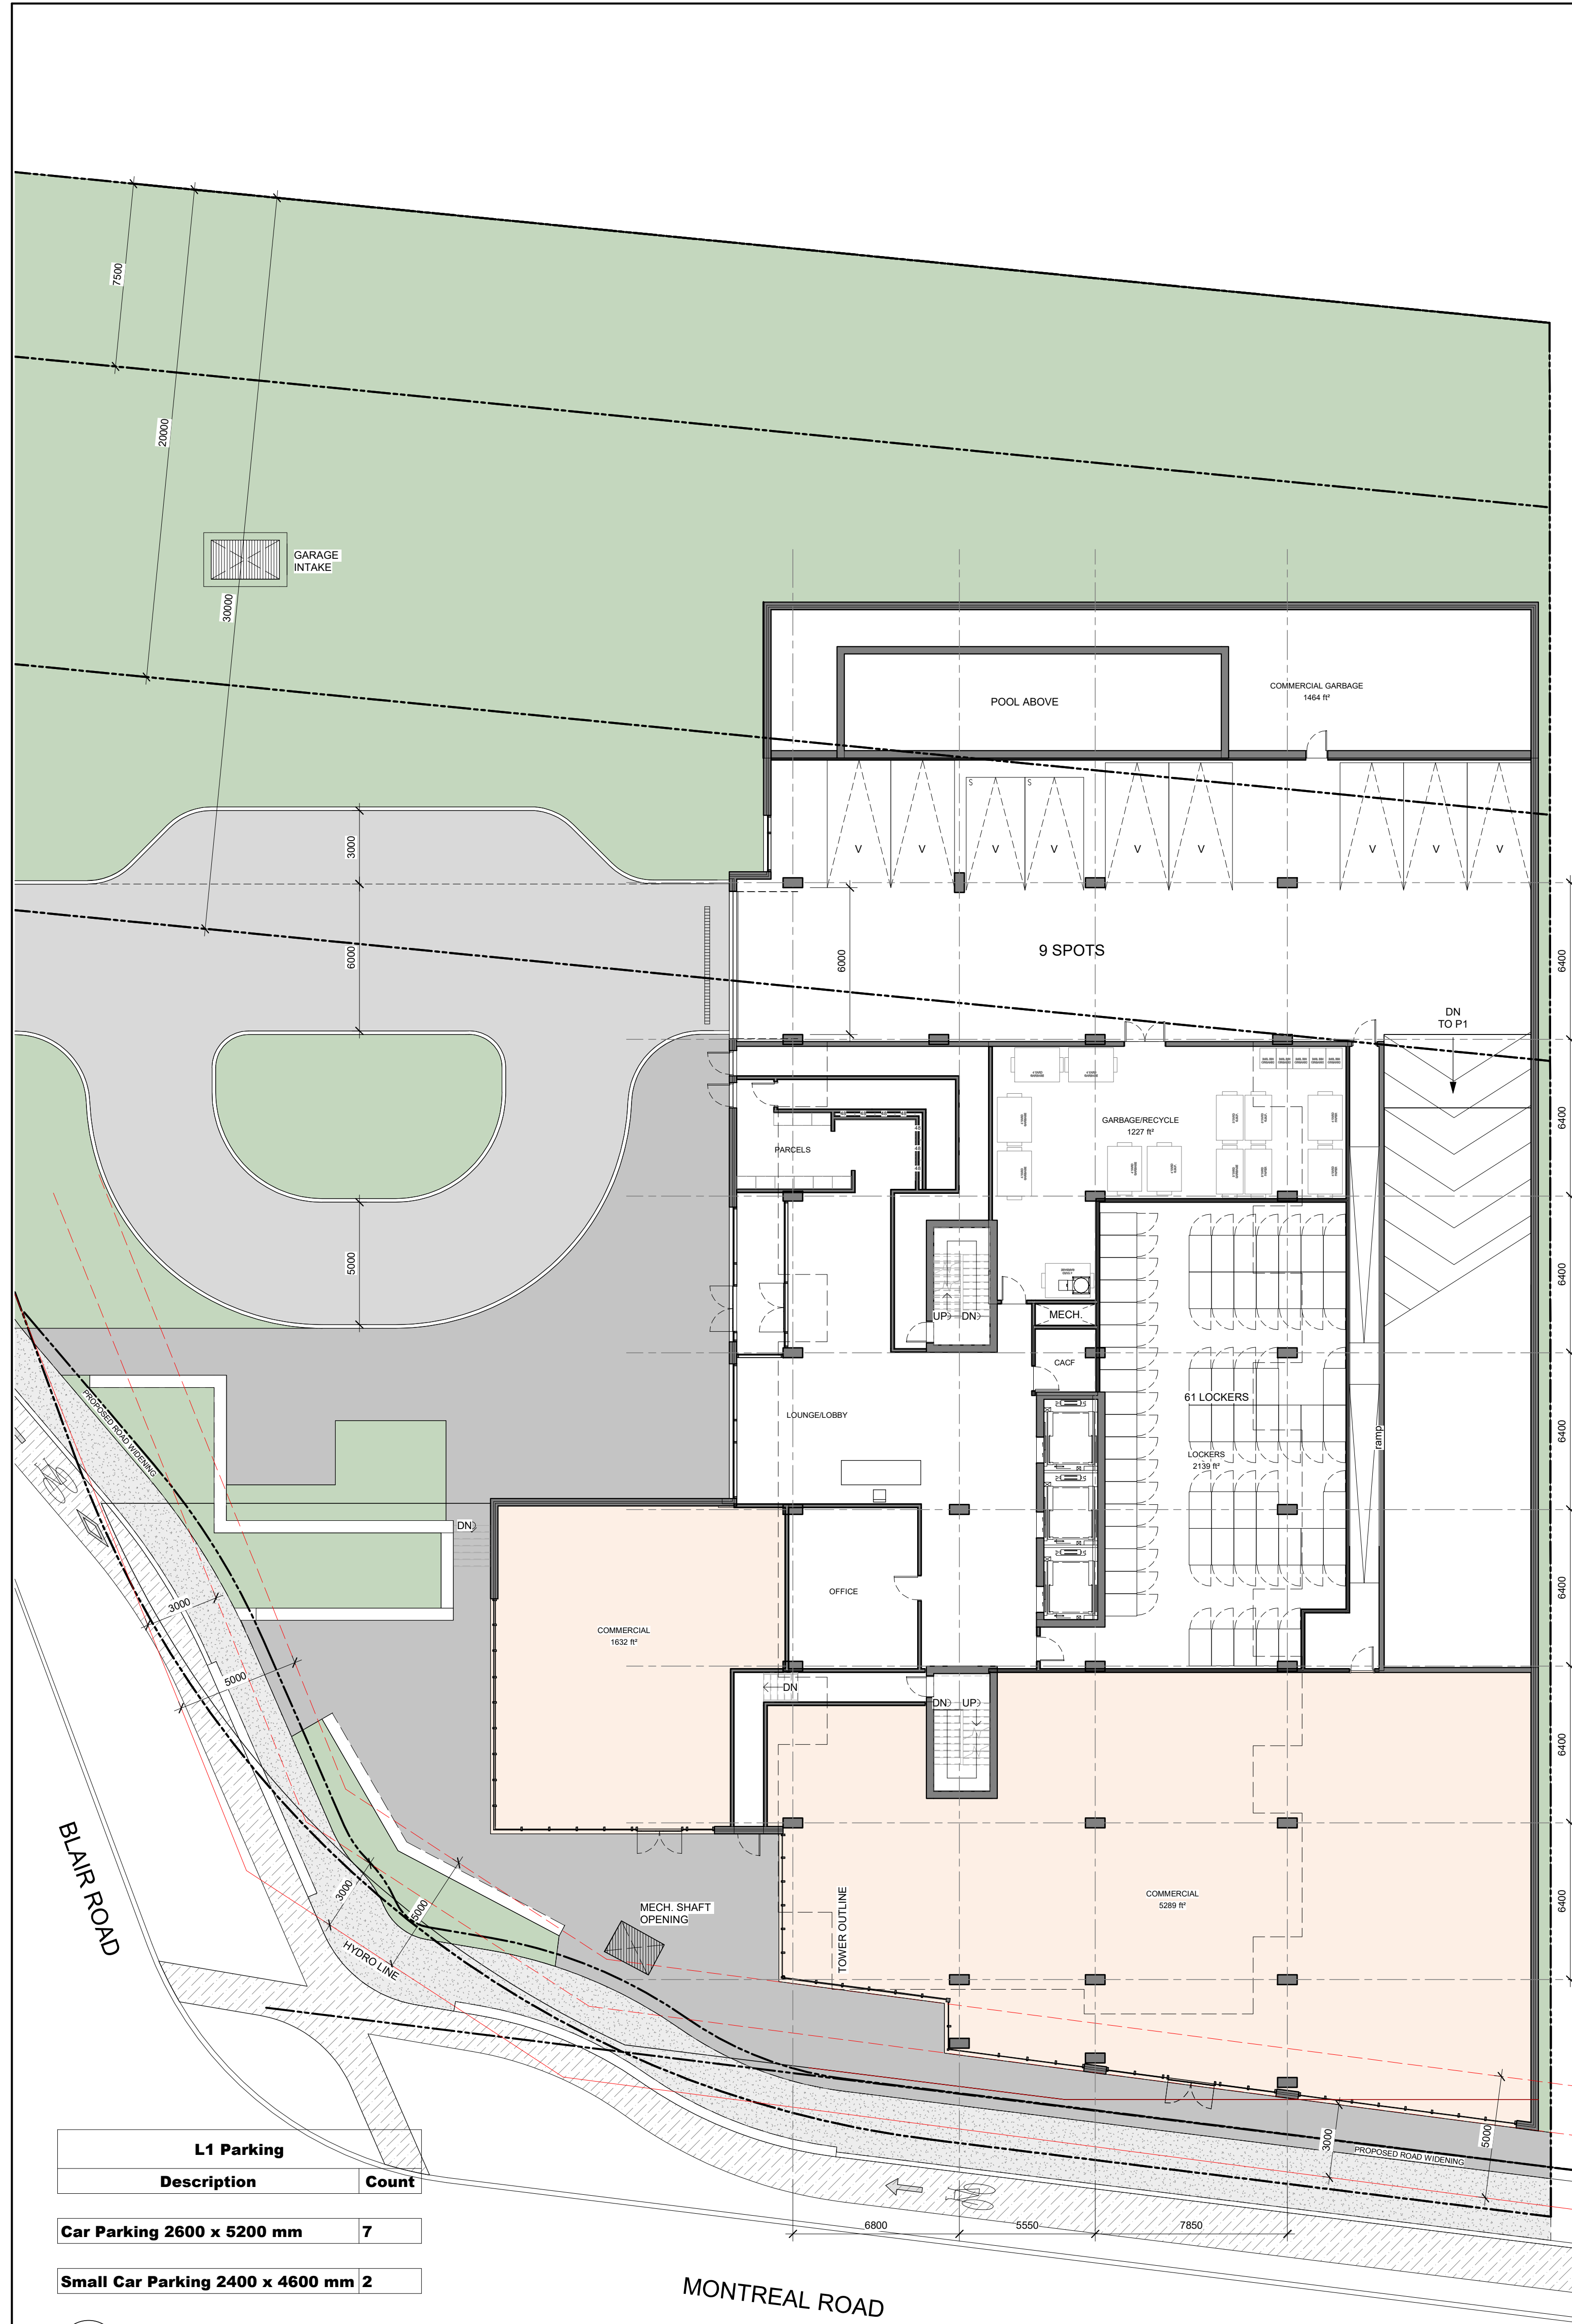 7500
20000
30000
GARAGE
INTAKE
POOL ABOVE
COMMERCIAL GARBAGE
1464 ft²
S
S
V
V
V
V
V
V
V
V
V
3000
6000
6000
9 SPOTS
6400
DN
TO P1
6400
GARBAGE/RECYCLE
1227 ft²
PARCELS
5000
6400
UP
DN
MECH.
CACF
PROPOSED ROAD WIDENING
LOUNGE/LOBBY
61 LOCKERS
ramp
6400
LOCKERS
2139 ft²
DN
OFFICE
6400
3000
COMMERCIAL
1632 ft²
5000
DN
DN
UP
6400
BLAIR ROAD
3000
5000
MECH. SHAFT
OPENING
TOWER OUTLINE
COMMERCIAL
5289 ft²
6400
HYDRO LINE
3000
5000
PROPOSED ROAD WIDENING
L1 Parking
Description Count
Car Parking 2600 x 5200 mm 7
Small Car Parking 2400 x 4600 mm 2
6800
5550
7850
MONTREAL ROAD